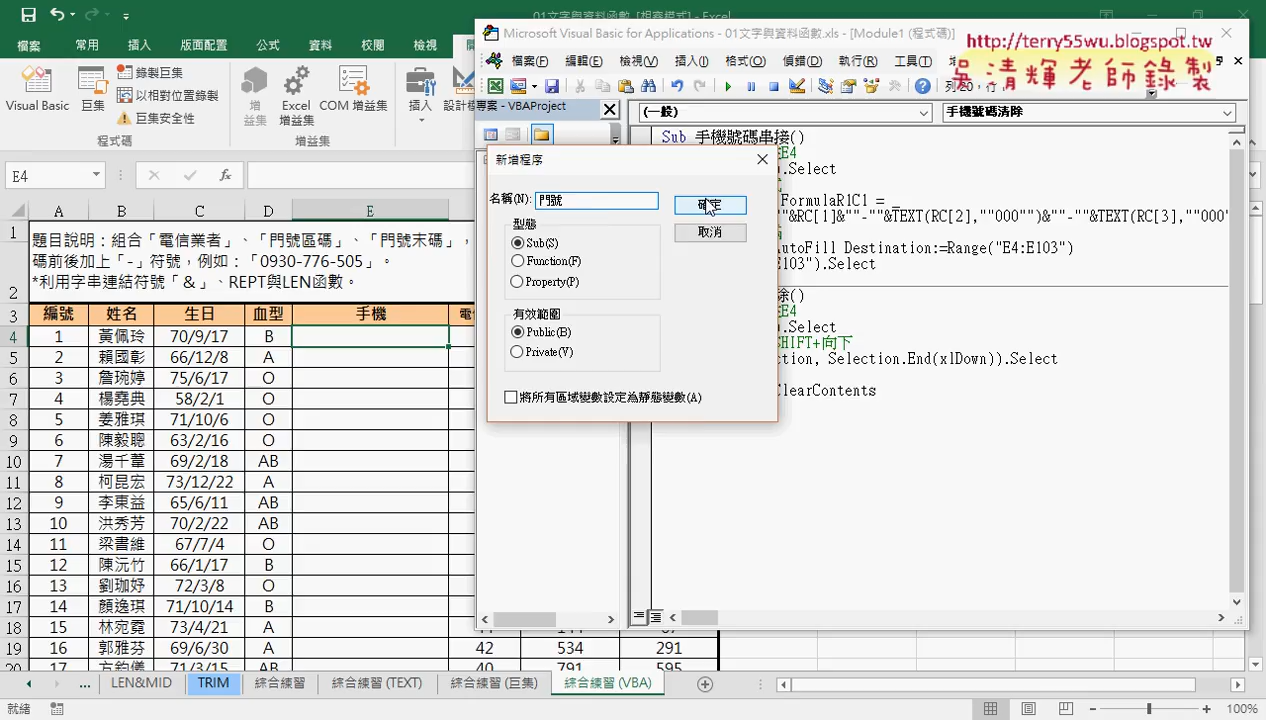 01文字與資料函數 [相容模式] - Excel
檔案 常用 插入 版面配置 公式 資料 校閱 檢視
Visual Basic 巨集 錄製巨集 以相對位置錄製 巨集安全性 增益集 Excel 增益集 COM 增益集 插入
程式碼 增益集
E4
A B C D E
題目說明：組合「電信業者」、「門號區碼」、「門號末碼」，
碼前後加上「-」符號，例如：「0930-776-505」。
*利用字串連結符號「&」、REPT與LEN函數。
編號 姓名 生日 血型 手機
1 黃佩玲 70/9/17 B
2 賴國彰 66/12/8 A
3 詹琬婷 75/6/17 O
4 楊堯典 58/2/1 O
5 姜雅琪 71/10/6 O
6 陳毅聰 63/2/16 O
7 湯千葦 69/2/18 AB
8 柯昆宏 73/12/22 A
9 李東益 65/6/11 AB
10 洪秀芳 70/2/22 AB
11 梁書維 67/7/4 O
12 陳沅竹 66/1/17 B
13 劉珈妤 72/3/8 O
14 顏逸琪 71/10/14 B
15 林宛霓 73/4/21 A
16 郭雅芬 69/6/30 A 42 534 291
17 方鈞儀 71/3/15 AB 40 791 595
LEN&MID TRIM 綜合練習 綜合練習 (TEXT) 綜合練習 (巨集) 綜合練習 (VBA)
就緒 100%
Microsoft Visual Basic for Applications - 01文字與資料函數.xls - [Module1 (程式碼)]
http://terry55wu.blogspot.tw
吳清輝老師錄製
檔案(F) 編輯(E) 檢視(V) 插入(I) 格式(O) 偵錯(D) 執行(R) 工具(T)
專案 - VBAProject
(一般) 手機號碼清除
Sub 手機號碼串接()
E4
.Select
FormulaR1C1 = _
""&RC[1]&""-""&TEXT(RC[2],""000"")&""-""&TEXT(RC[3],""000"
AutoFill Destination:=Range("E4:E103")
E103").Select
除()
E4
.Select
SHIFT+向下
ction, Selection.End(xlDown)).Select
ClearContents
新增程序
名稱(N): 門號
確定
取消
型態
Sub(S)
Function(F)
Property(P)
有效範圍
Public(B)
Private(V)
將所有區域變數設定為靜態變數(A)